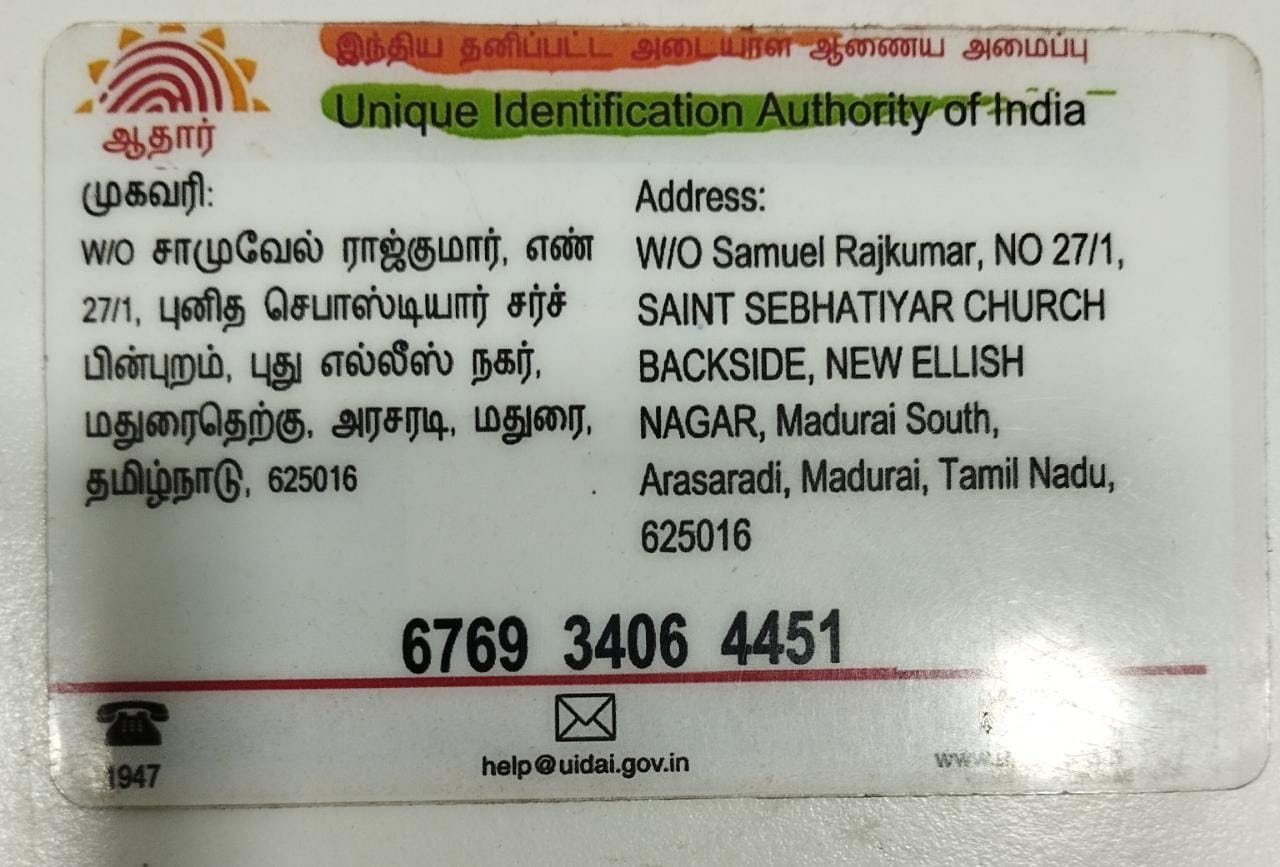 இந்திய தனிப்பட்ட அடையாள ஆணைய அமைப்பு
Unique Identification Authority of India
ஆதார்
முகவரி:
W/O சாமுவேல் ராஜ்குமார், எண்
27/1, புனித செபாஸ்டியார் சர்ச்
பின்புறம், புது எல்லீஸ் நகர்,
மதுரைதெற்கு, அரசரடி, மதுரை,
தமிழ்நாடு, 625016
Address:
W/O Samuel Rajkumar, NO 27/1,
SAINT SEBHATIYAR CHURCH
BACKSIDE, NEW ELLISH
NAGAR, Madurai South,
Arasaradi, Madurai, Tamil Nadu,
625016
6769 3406 4451
1947
help@uidai.gov.in